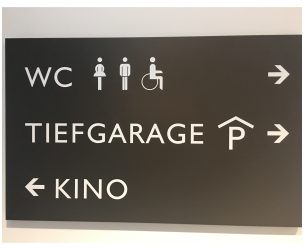 WC →
TIEFGARAGE P →
← KINO